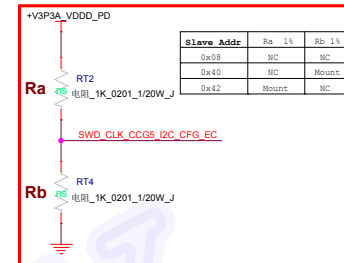 +V3P3A_VDDD_PD
Slave Addr Ra 1% Rb 1%
0x08 NC NC
0x40 NC Mount
0x42 Mount NC
RT2
Ra ns 电阻_1K_0201_1/20W_J
SWD_CLK_CCG5_I2C_CFG_EC
RT4
Rb ns 电阻_1K_0201_1/20W_J